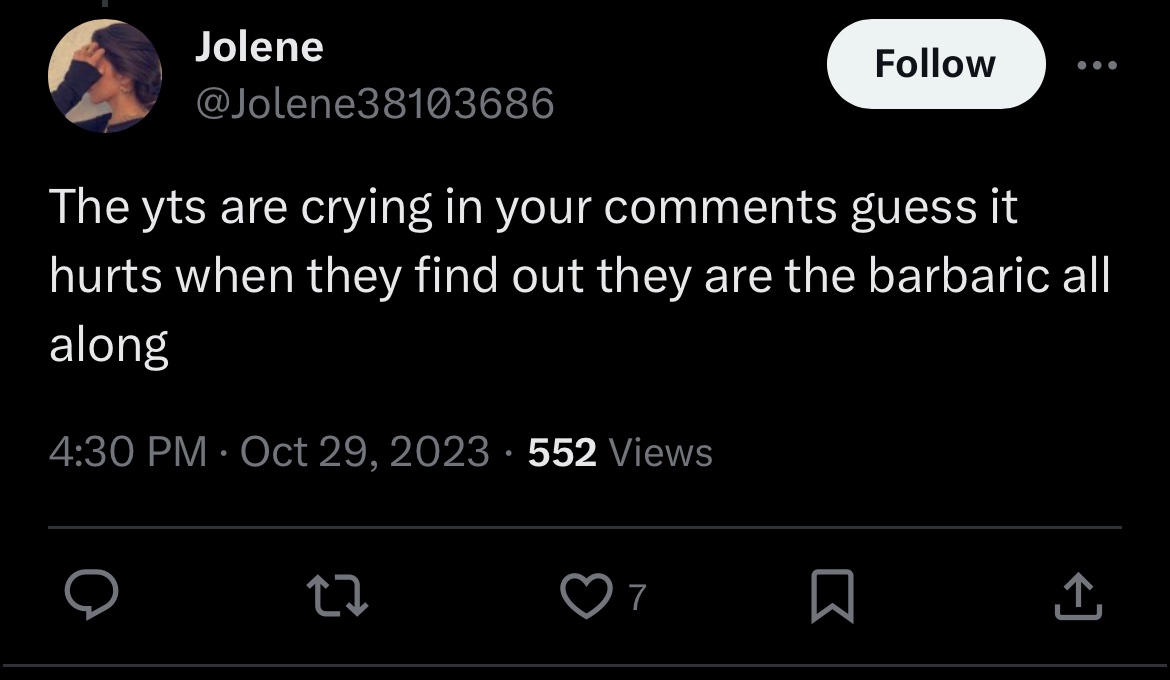 Jolene
@Jolene38103686
Follow
The yts are crying in your comments guess it
hurts when they find out they are the barbaric all
along
4:30 PM · Oct 29, 2023 · 552 Views
7